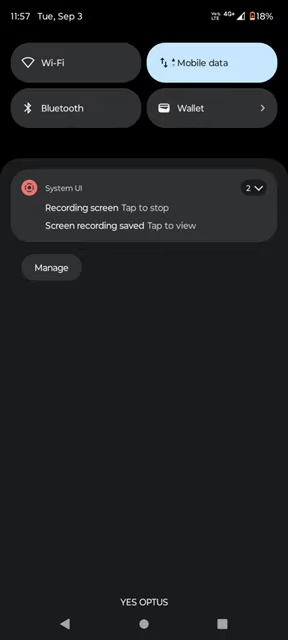 11:57 Tue, Sep 3 VoLTE 4G+ 18%
Wi-Fi Mobile data
Bluetooth Wallet
System UI 2
Recording screen Tap to stop
Screen recording saved Tap to view
Manage
YES OPTUS